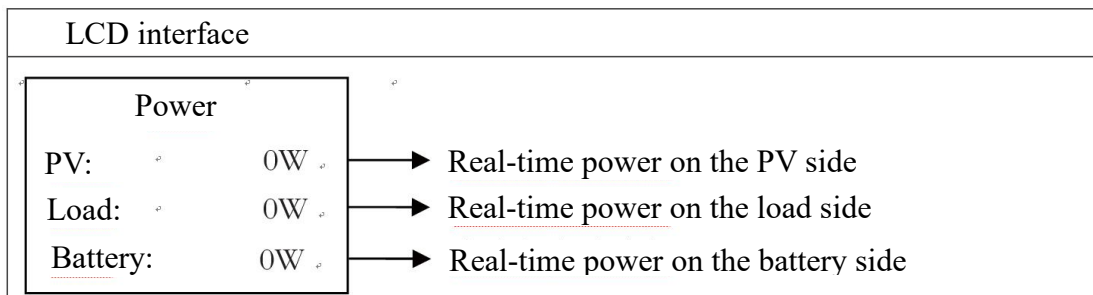 LCD interface
Power
PV: 0W Real-time power on the PV side
Load: 0W Real-time power on the load side
Battery: 0W Real-time power on the battery side